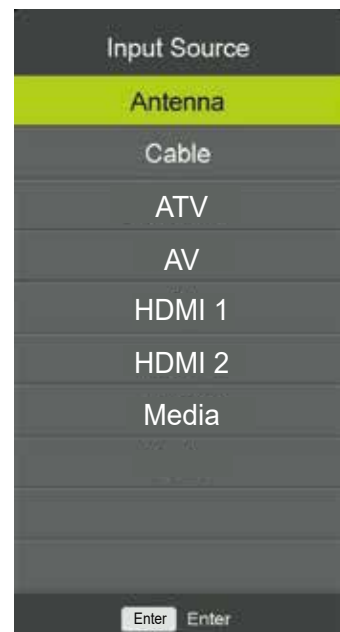 Input Source
Antenna
Cable
ATV
AV
HDMI 1
HDMI 2
Media
Enter Enter